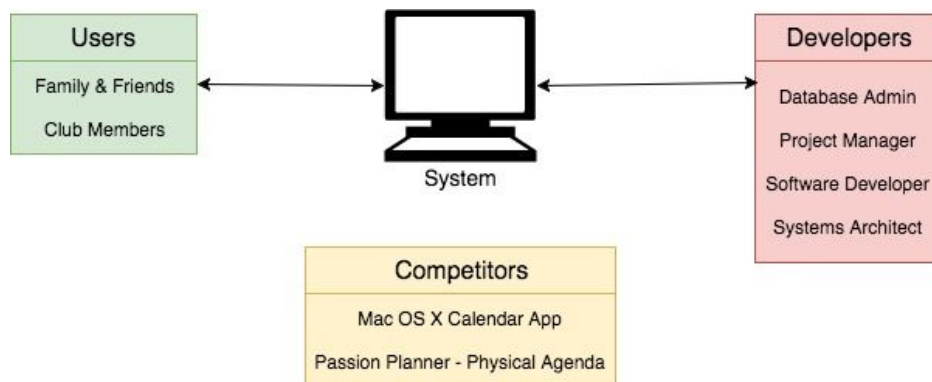 Users
Family & Friends
Club Members
System
Developers
Database Admin
Project Manager
Software Developer
Systems Architect
Competitors
Mac OS X Calendar App
Passion Planner - Physical Agenda